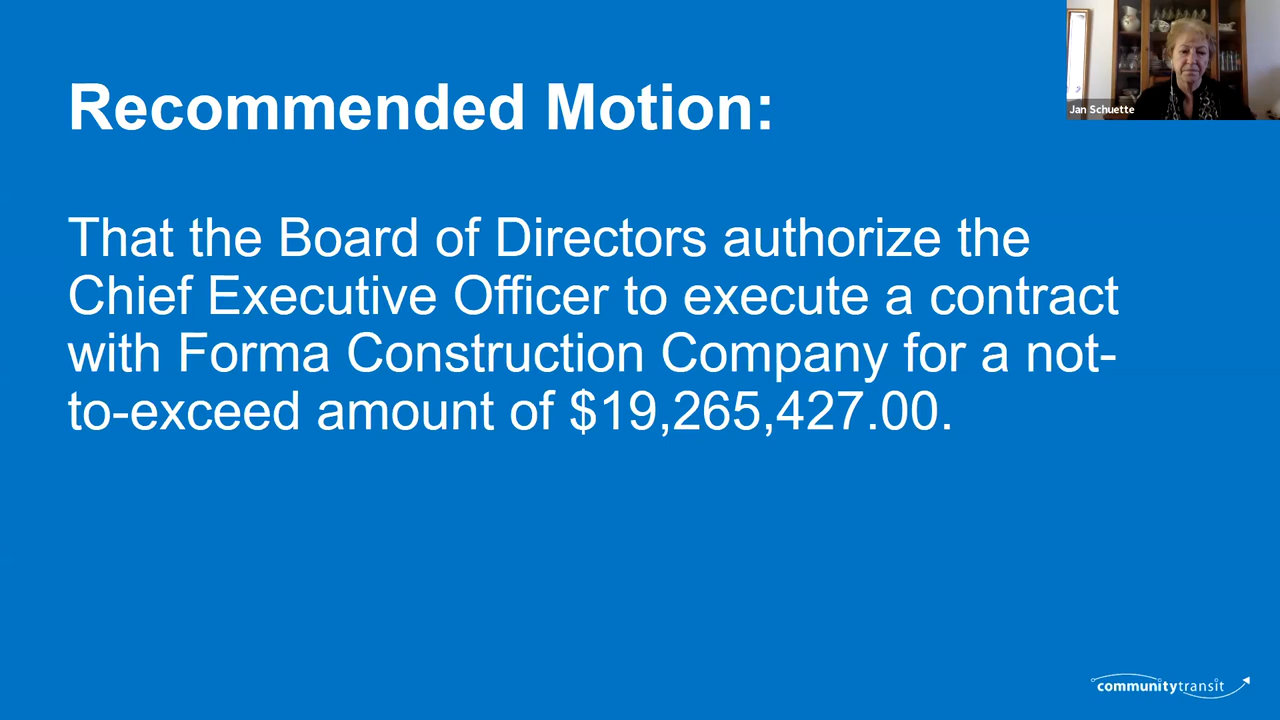 Jan Schuette
Recommended Motion:
That the Board of Directors authorize the
Chief Executive Officer to execute a contract
with Forma Construction Company for a not-
to-exceed amount of $19,265,427.00.
communitytransit